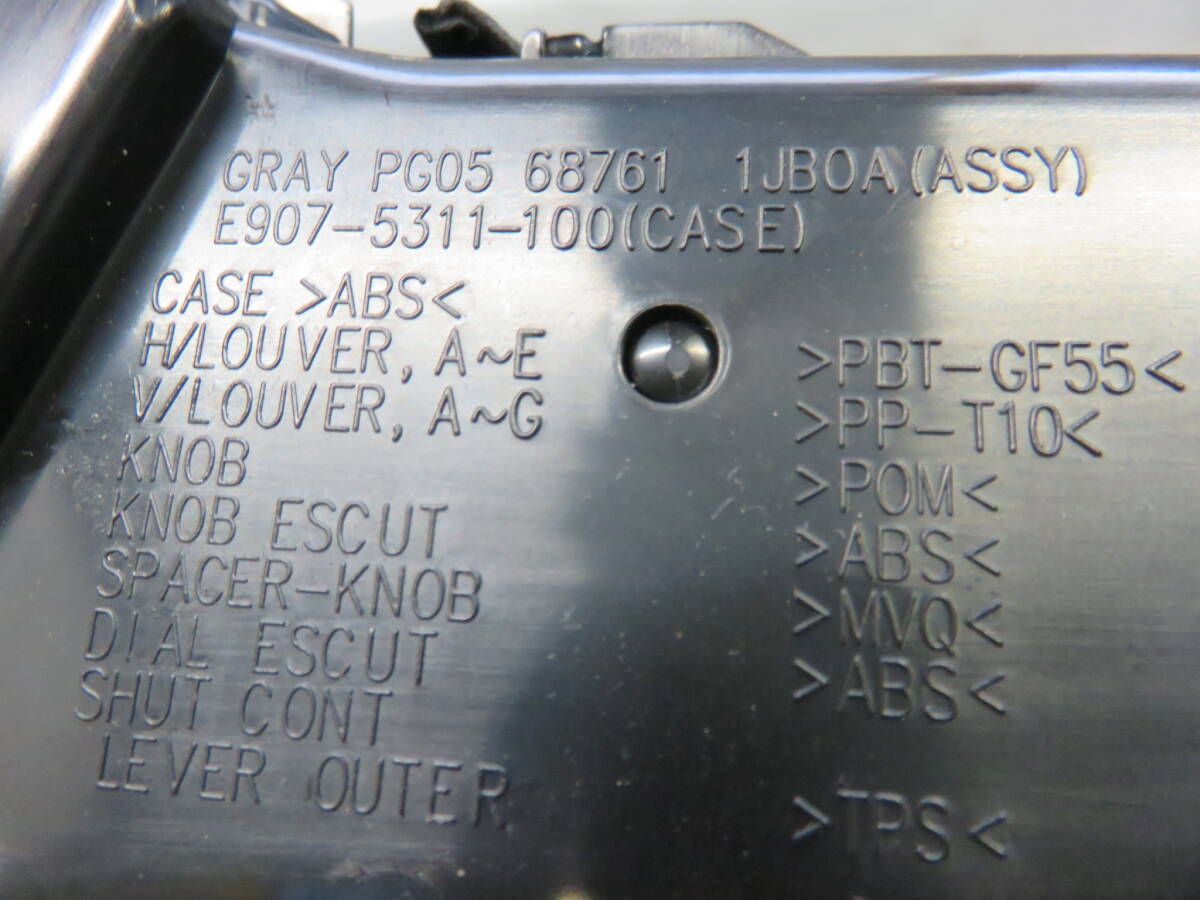 GRAY PG05 68761 1JB0A(ASSY)
E907-5311-100(CASE)
CASE >ABS<
H/LOUVER, A~E >PBT-GF55<
V/LOUVER, A~G >PP-T10<
KNOB >POM<
KNOB ESCUT >ABS<
SPACER-KNOB >MVQ<
DIAL ESCUT >ABS<
SHUT CONT
LEVER OUTER >TPS<